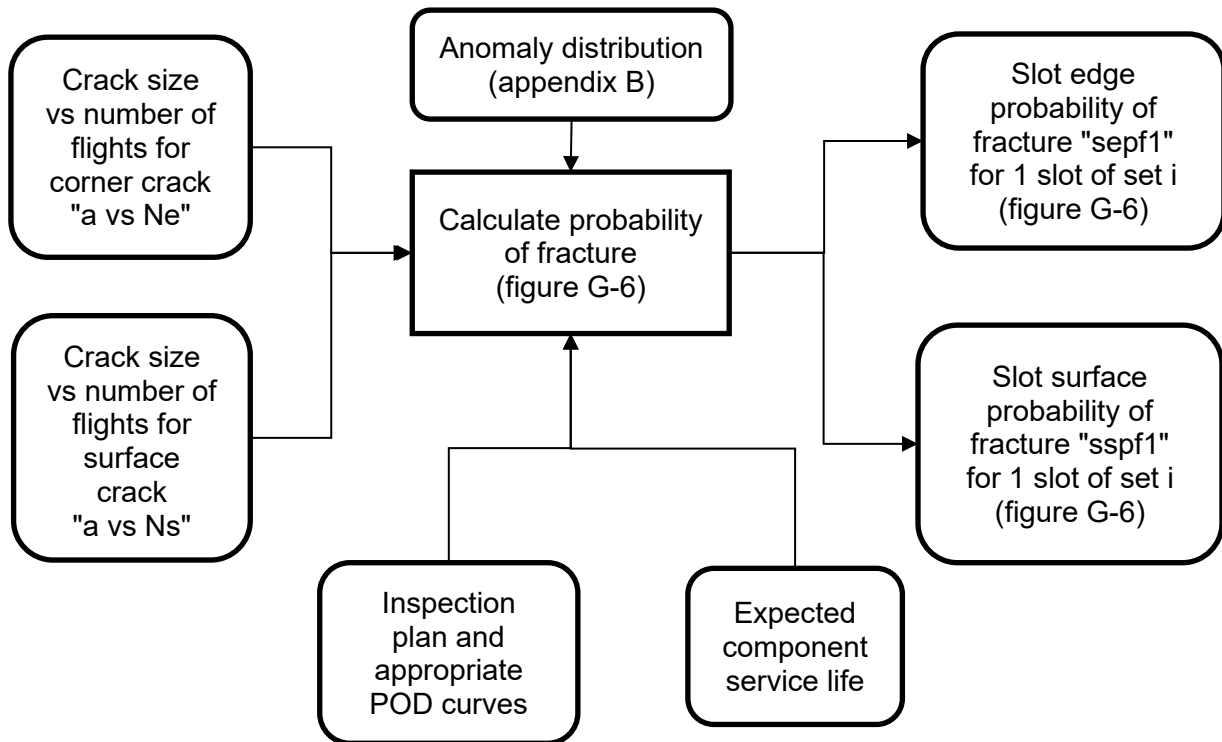 Crack size
vs number of
flights for
corner crack
"a vs Ne"
Anomaly distribution
(appendix B)
Slot edge
probability of
fracture "sepf1"
for 1 slot of set i
(figure G-6)
Calculate probability
of fracture
(figure G-6)
Crack size
vs number of
flights for
surface
crack
"a vs Ns"
Slot surface
probability of
fracture "sspf1"
for 1 slot of set i
(figure G-6)
Inspection
plan and
appropriate
POD curves
Expected
component
service life